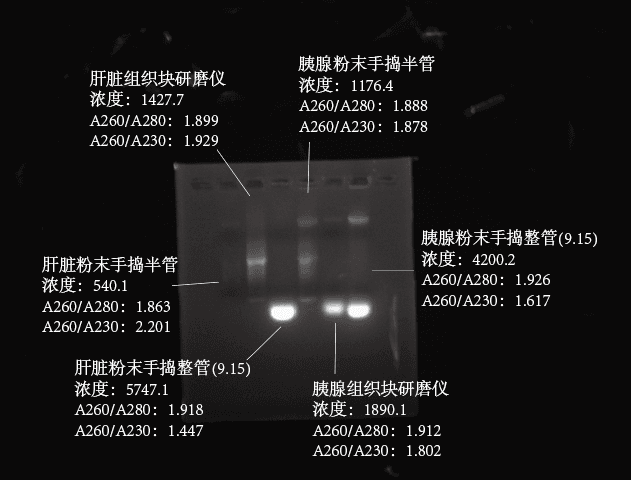 肝脏组织块研磨仪
浓度：1427.7
A260/A280：1.899
A260/A230：1.929
胰腺粉末手捣半管
浓度：1176.4
A260/A280：1.888
A260/A230：1.878
胰腺粉末手捣整管(9.15)
浓度：4200.2
A260/A280：1.926
A260/A230：1.617
肝脏粉末手捣半管
浓度：540.1
A260/A280：1.863
A260/A230：2.201
肝脏粉末手捣整管(9.15)
浓度：5747.1
A260/A280：1.918
A260/A230：1.447
胰腺组织块研磨仪
浓度：1890.1
A260/A280：1.912
A260/A230：1.802